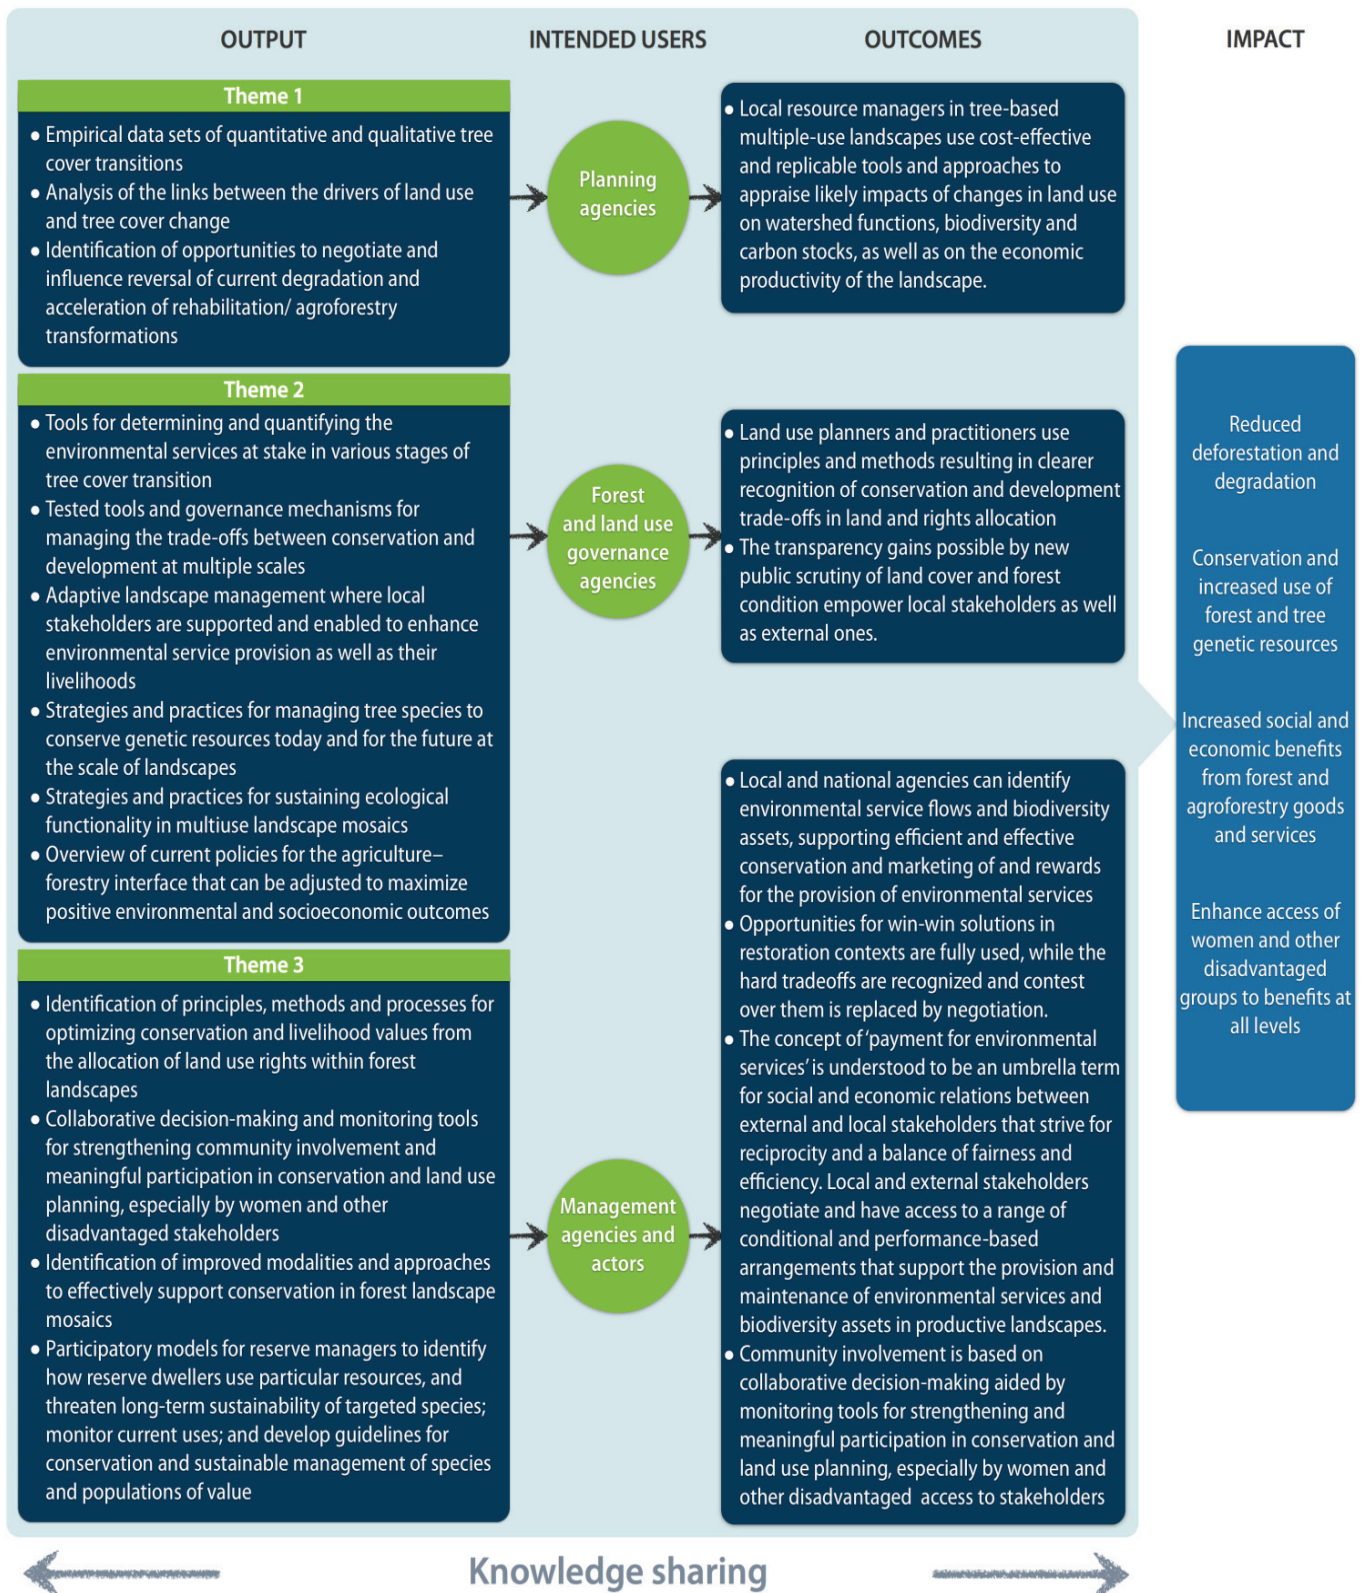 OUTPUT
INTENDED USERS
OUTCOMES
IMPACT
Theme 1
● Empirical data sets of quantitative and qualitative tree
cover transitions
● Analysis of the links between the drivers of land use
and tree cover change
● Identification of opportunities to negotiate and
influence reversal of current degradation and
acceleration of rehabilitation/ agroforestry
transformations
Planning
agencies
● Local resource managers in tree-based
multiple-use landscapes use cost-effective
and replicable tools and approaches to
appraise likely impacts of changes in land use
on watershed functions, biodiversity and
carbon stocks, as well as on the economic
productivity of the landscape.
Theme 2
● Tools for determining and quantifying the
environmental services at stake in various stages of
tree cover transition
● Tested tools and governance mechanisms for
managing the trade-offs between conservation and
development at multiple scales
● Adaptive landscape management where local
stakeholders are supported and enabled to enhance
environmental service provision as well as their
livelihoods
● Strategies and practices for managing tree species to
conserve genetic resources today and for the future at
the scale of landscapes
● Strategies and practices for sustaining ecological
functionality in multiuse landscape mosaics
● Overview of current policies for the agriculture–
forestry interface that can be adjusted to maximize
positive environmental and socioeconomic outcomes
Forest
and land use
governance
agencies
● Land use planners and practitioners use
principles and methods resulting in clearer
recognition of conservation and development
trade-offs in land and rights allocation
● The transparency gains possible by new
public scrutiny of land cover and forest
condition empower local stakeholders as well
as external ones.
Theme 3
● Identification of principles, methods and processes for
optimizing conservation and livelihood values from
the allocation of land use rights within forest
landscapes
● Collaborative decision-making and monitoring tools
for strengthening community involvement and
meaningful participation in conservation and land use
planning, especially by women and other
disadvantaged stakeholders
● Identification of improved modalities and approaches
to effectively support conservation in forest landscape
mosaics
● Participatory models for reserve managers to identify
how reserve dwellers use particular resources, and
threaten long-term sustainability of targeted species;
monitor current uses; and develop guidelines for
conservation and sustainable management of species
and populations of value
Management
agencies and
actors
● Local and national agencies can identify
environmental service flows and biodiversity
assets, supporting efficient and effective
conservation and marketing of and rewards
for the provision of environmental services
● Opportunities for win-win solutions in
restoration contexts are fully used, while the
hard tradeoffs are recognized and contest
over them is replaced by negotiation.
● The concept of ‘payment for environmental
services’ is understood to be an umbrella term
for social and economic relations between
external and local stakeholders that strive for
reciprocity and a balance of fairness and
efficiency. Local and external stakeholders
negotiate and have access to a range of
conditional and performance-based
arrangements that support the provision and
maintenance of environmental services and
biodiversity assets in productive landscapes.
● Community involvement is based on
collaborative decision-making aided by
monitoring tools for strengthening and
meaningful participation in conservation and
land use planning, especially by women and
other disadvantaged access to stakeholders
Reduced
deforestation and
degradation
Conservation and
increased use of
forest and tree
genetic resources
Increased social and
economic benefits
from forest and
agroforestry goods
and services
Enhance access of
women and other
disadvantaged
groups to benefits at
all levels
Knowledge sharing